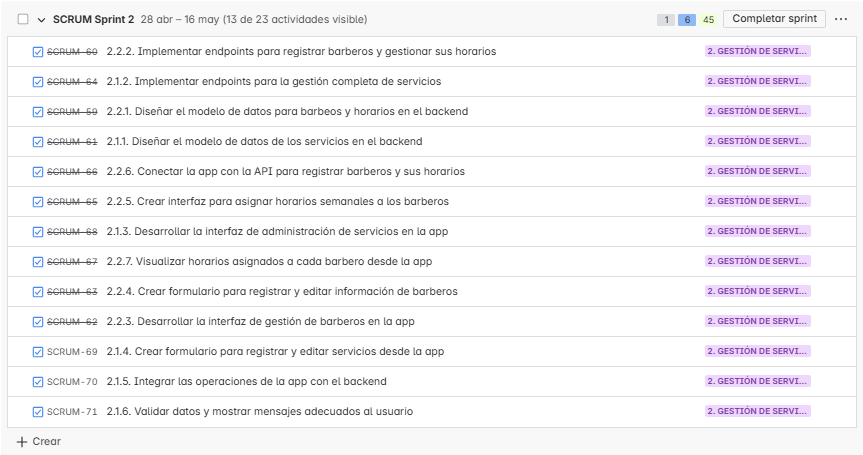 SCRUM Sprint 2 28 abr – 16 may (13 de 23 actividades visible) 1 6 45 Completar sprint ...
SCRUM-60 2.2.2. Implementar endpoints para registrar barberos y gestionar sus horarios 2. GESTIÓN DE SERVI...
SCRUM-64 2.1.2. Implementar endpoints para la gestión completa de servicios 2. GESTIÓN DE SERVI...
SCRUM-59 2.2.1. Diseñar el modelo de datos para barbeos y horarios en el backend 2. GESTIÓN DE SERVI...
SCRUM-61 2.1.1. Diseñar el modelo de datos de los servicios en el backend 2. GESTIÓN DE SERVI...
SCRUM-66 2.2.6. Conectar la app con la API para registrar barberos y sus horarios 2. GESTIÓN DE SERVI...
SCRUM-65 2.2.5. Crear interfaz para asignar horarios semanales a los barberos 2. GESTIÓN DE SERVI...
SCRUM-68 2.1.3. Desarrollar la interfaz de administración de servicios en la app 2. GESTIÓN DE SERVI...
SCRUM-67 2.2.7. Visualizar horarios asignados a cada barbero desde la app 2. GESTIÓN DE SERVI...
SCRUM-63 2.2.4. Crear formulario para registrar y editar información de barberos 2. GESTIÓN DE SERVI...
SCRUM-62 2.2.3. Desarrollar la interfaz de gestión de barberos en la app 2. GESTIÓN DE SERVI...
SCRUM-69 2.1.4. Crear formulario para registrar y editar servicios desde la app 2. GESTIÓN DE SERVI...
SCRUM-70 2.1.5. Integrar las operaciones de la app con el backend 2. GESTIÓN DE SERVI...
SCRUM-71 2.1.6. Validar datos y mostrar mensajes adecuados al usuario 2. GESTIÓN DE SERVI...
+ Crear